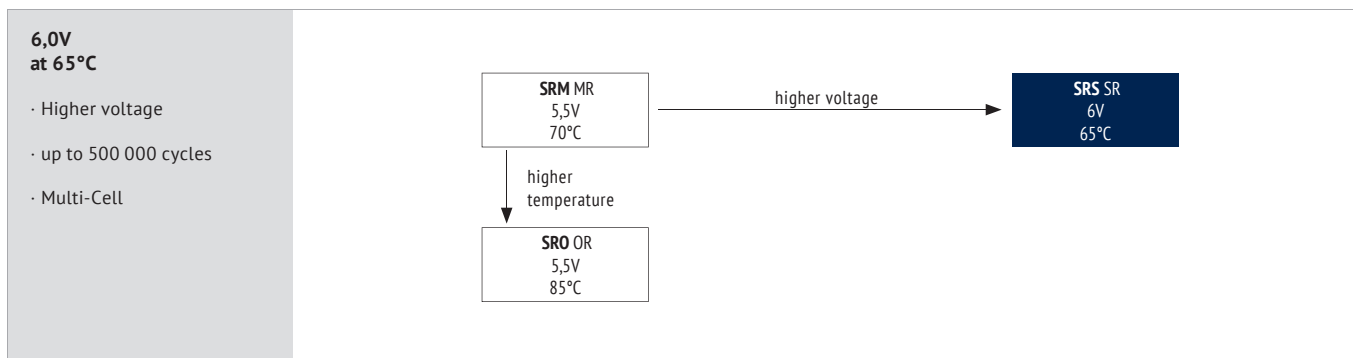 6,0V
at 65°C
· Higher voltage
· up to 500 000 cycles
· Multi-Cell
SRM MR
5,5V
70°C
higher voltage
SRS SR
6V
65°C
higher
temperature
SRO OR
5,5V
85°C